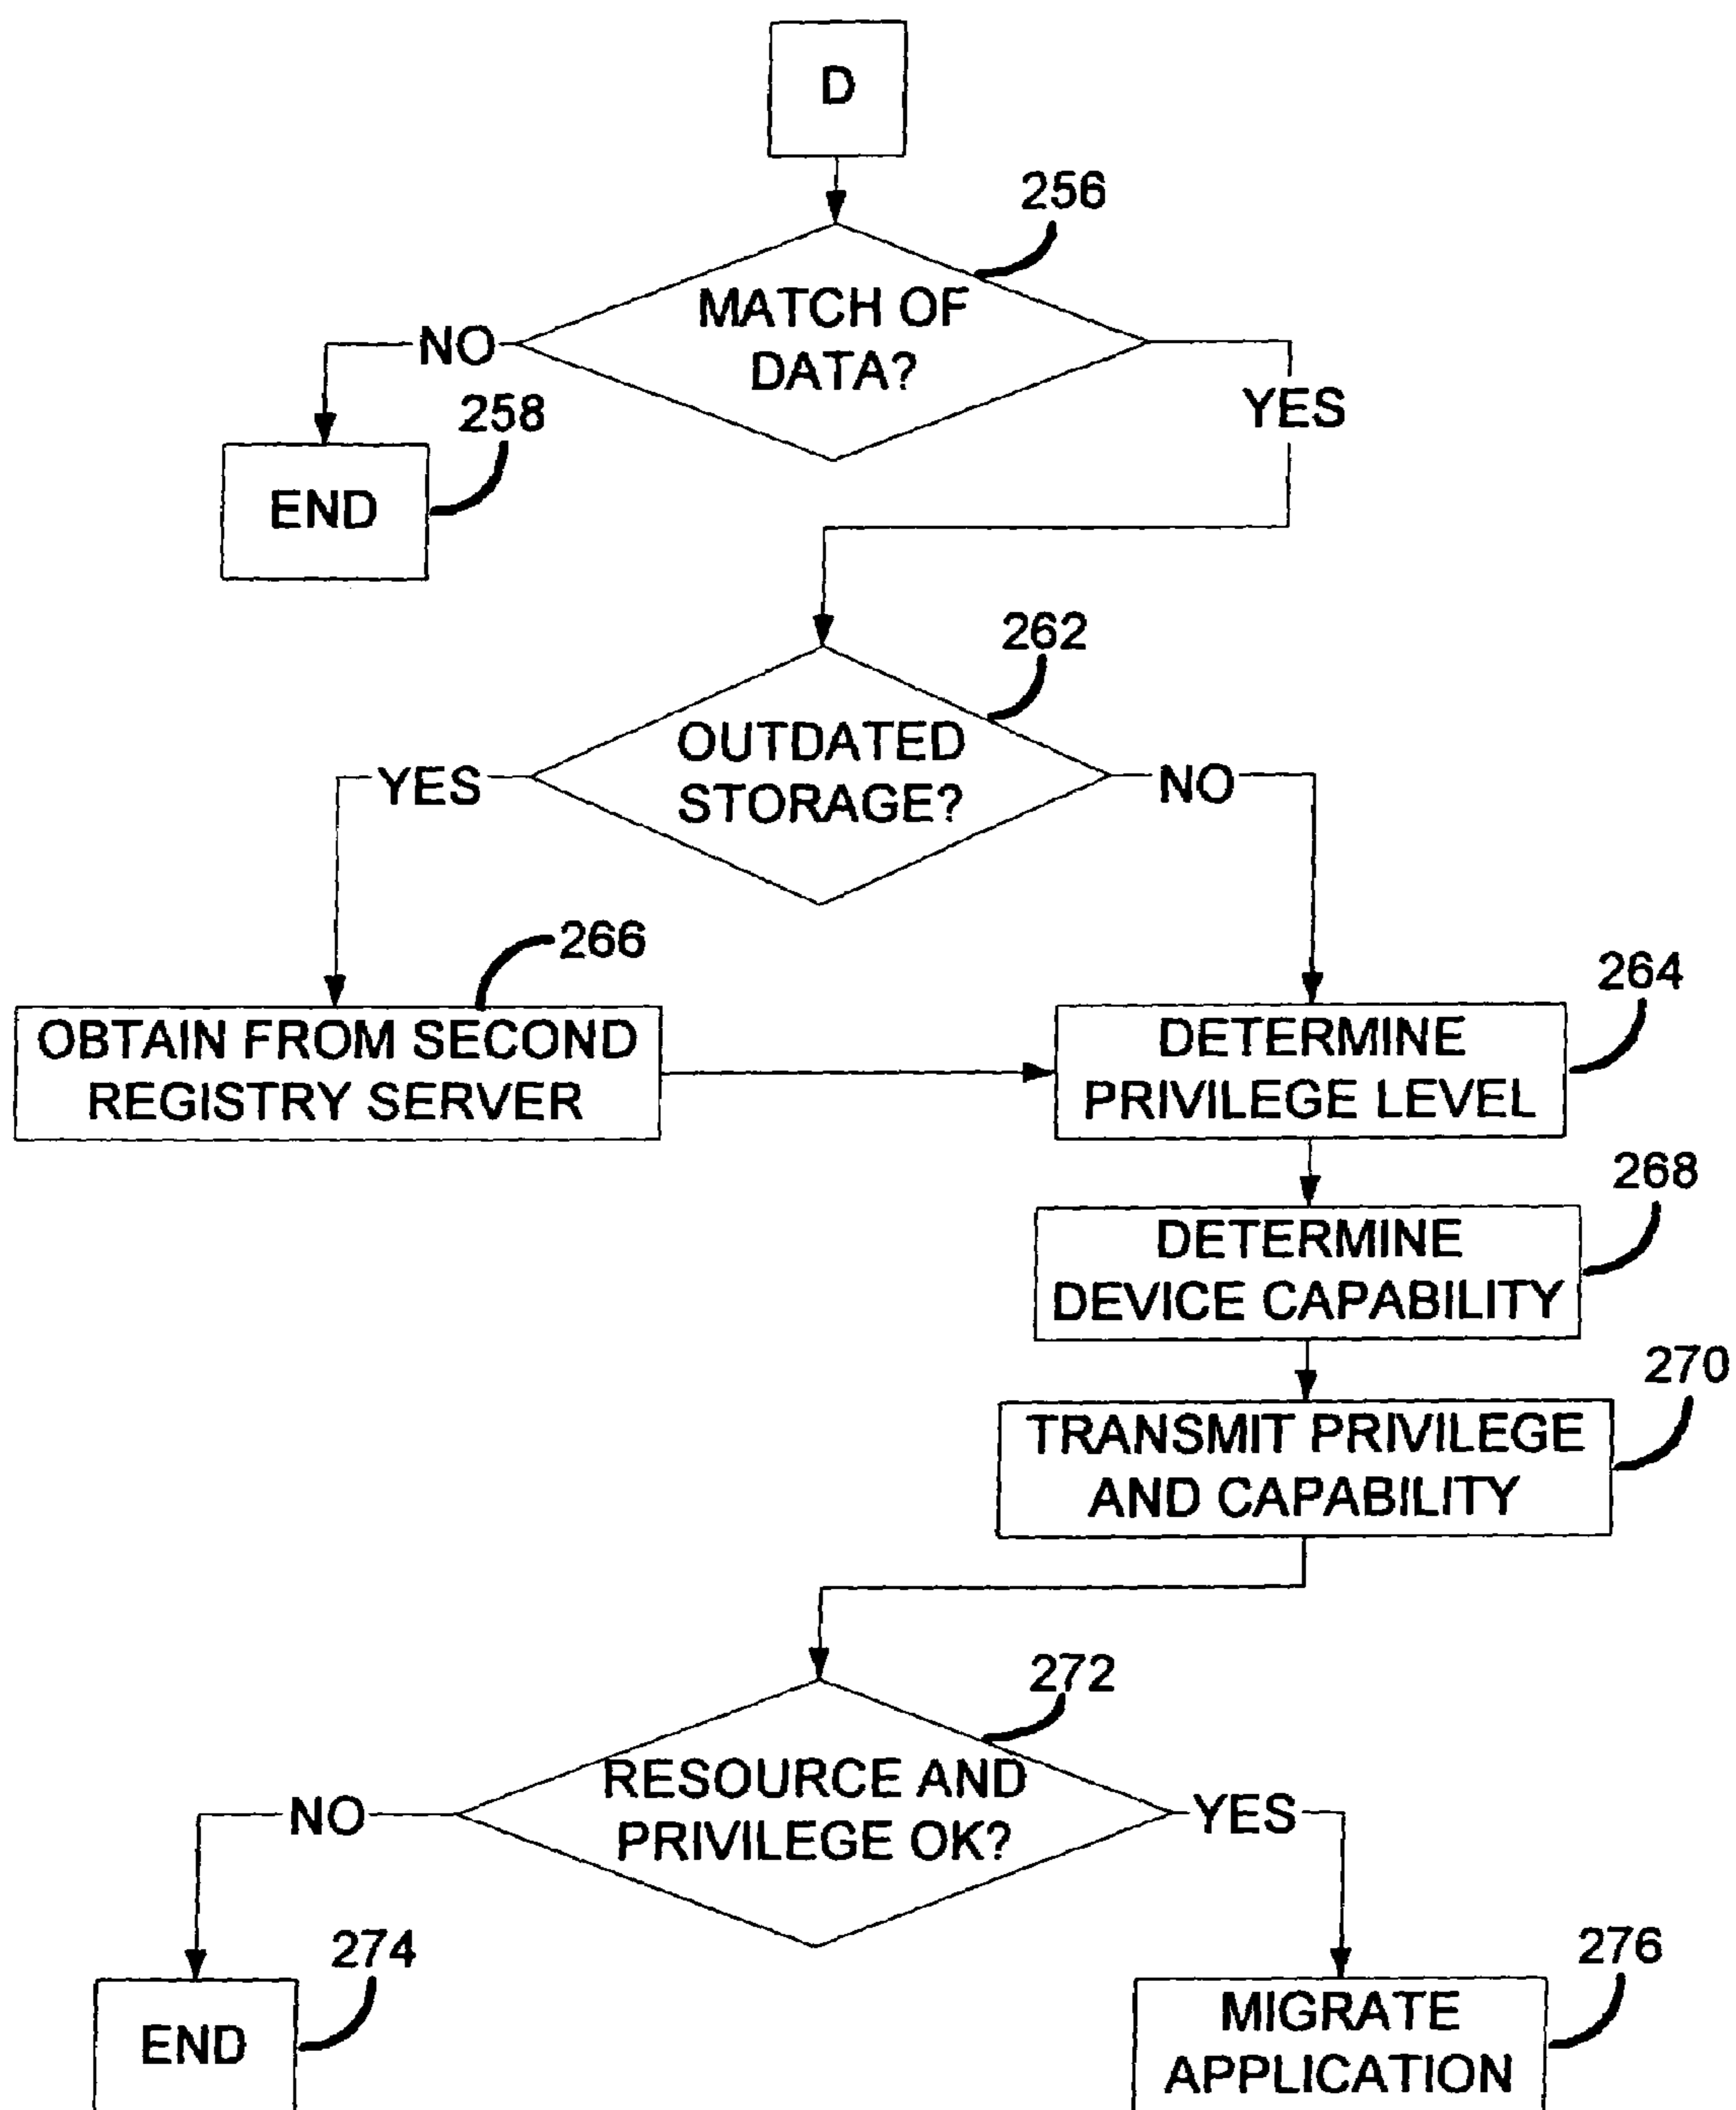 D
256
MATCH OF
DATA?
NO
YES
258
END
262
OUTDATED
STORAGE?
YES
NO
266
OBTAIN FROM SECOND
REGISTRY SERVER
264
DETERMINE
PRIVILEGE LEVEL
268
DETERMINE
DEVICE CAPABILITY
270
TRANSMIT PRIVILEGE
AND CAPABILITY
272
RESOURCE AND
PRIVILEGE OK?
NO
YES
274
END
276
MIGRATE
APPLICATION